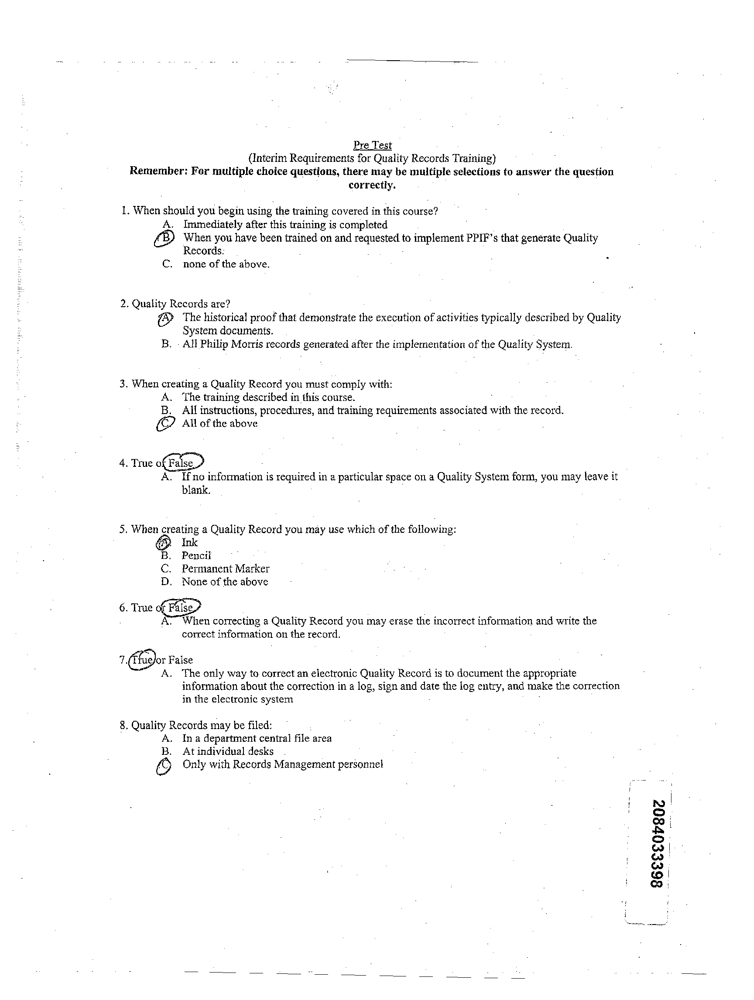 Pre Test
(Interim Requirements for Quality Records Training)
Remember: For multiple choice questions, there may be multiple selections to answer the question
correctly.
1. When should you begin using the training covered in this course?
A. Immediately after this training is completed
B. When you have been trained on and requested to implement PPIF's that generate Quality
Records.
C. none of the above.
2. Quality Records are?
A. The historical proof that demonstrate the execution of activities typically described by Quality
System documents.
B. All Philip Morris records generated after the implementation of the Quality System.
3. When creating a Quality Record you must comply with:
A. The training described in this course.
B. All instructions, procedures, and training requirements associated with the record.
C. All of the above
4. True or False
A. If no information is required in a particular space on a Quality System form, you may leave it
blank.
5. When creating a Quality Record you may use which of the following:
A. Ink
B. Pencil
C. Permanent Marker
D. None of the above
6. True or False
A. When correcting a Quality Record you may erase the incorrect information and write the
correct information on the record.
7. True or False
A. The only way to correct an electronic Quality Record is to document the appropriate
information about the correction in a log, sign and date the log entry, and make the correction
in the electronic system
8. Quality Records may be filed:
A. In a department central file area
B. At individual desks
C. Only with Records Management personnel
2084033398